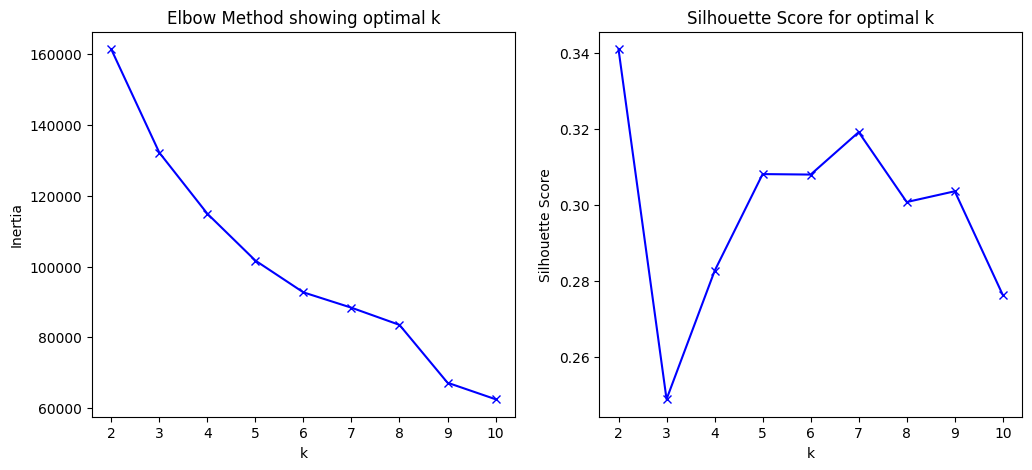 Elbow Method showing optimal k
160000
140000
120000
100000
80000
60000
Inertia
2 3 4 5 6 7 8 9 10
k
Silhouette Score for optimal k
0.34
0.32
0.30
0.28
0.26
Silhouette Score
2 3 4 5 6 7 8 9 10
k